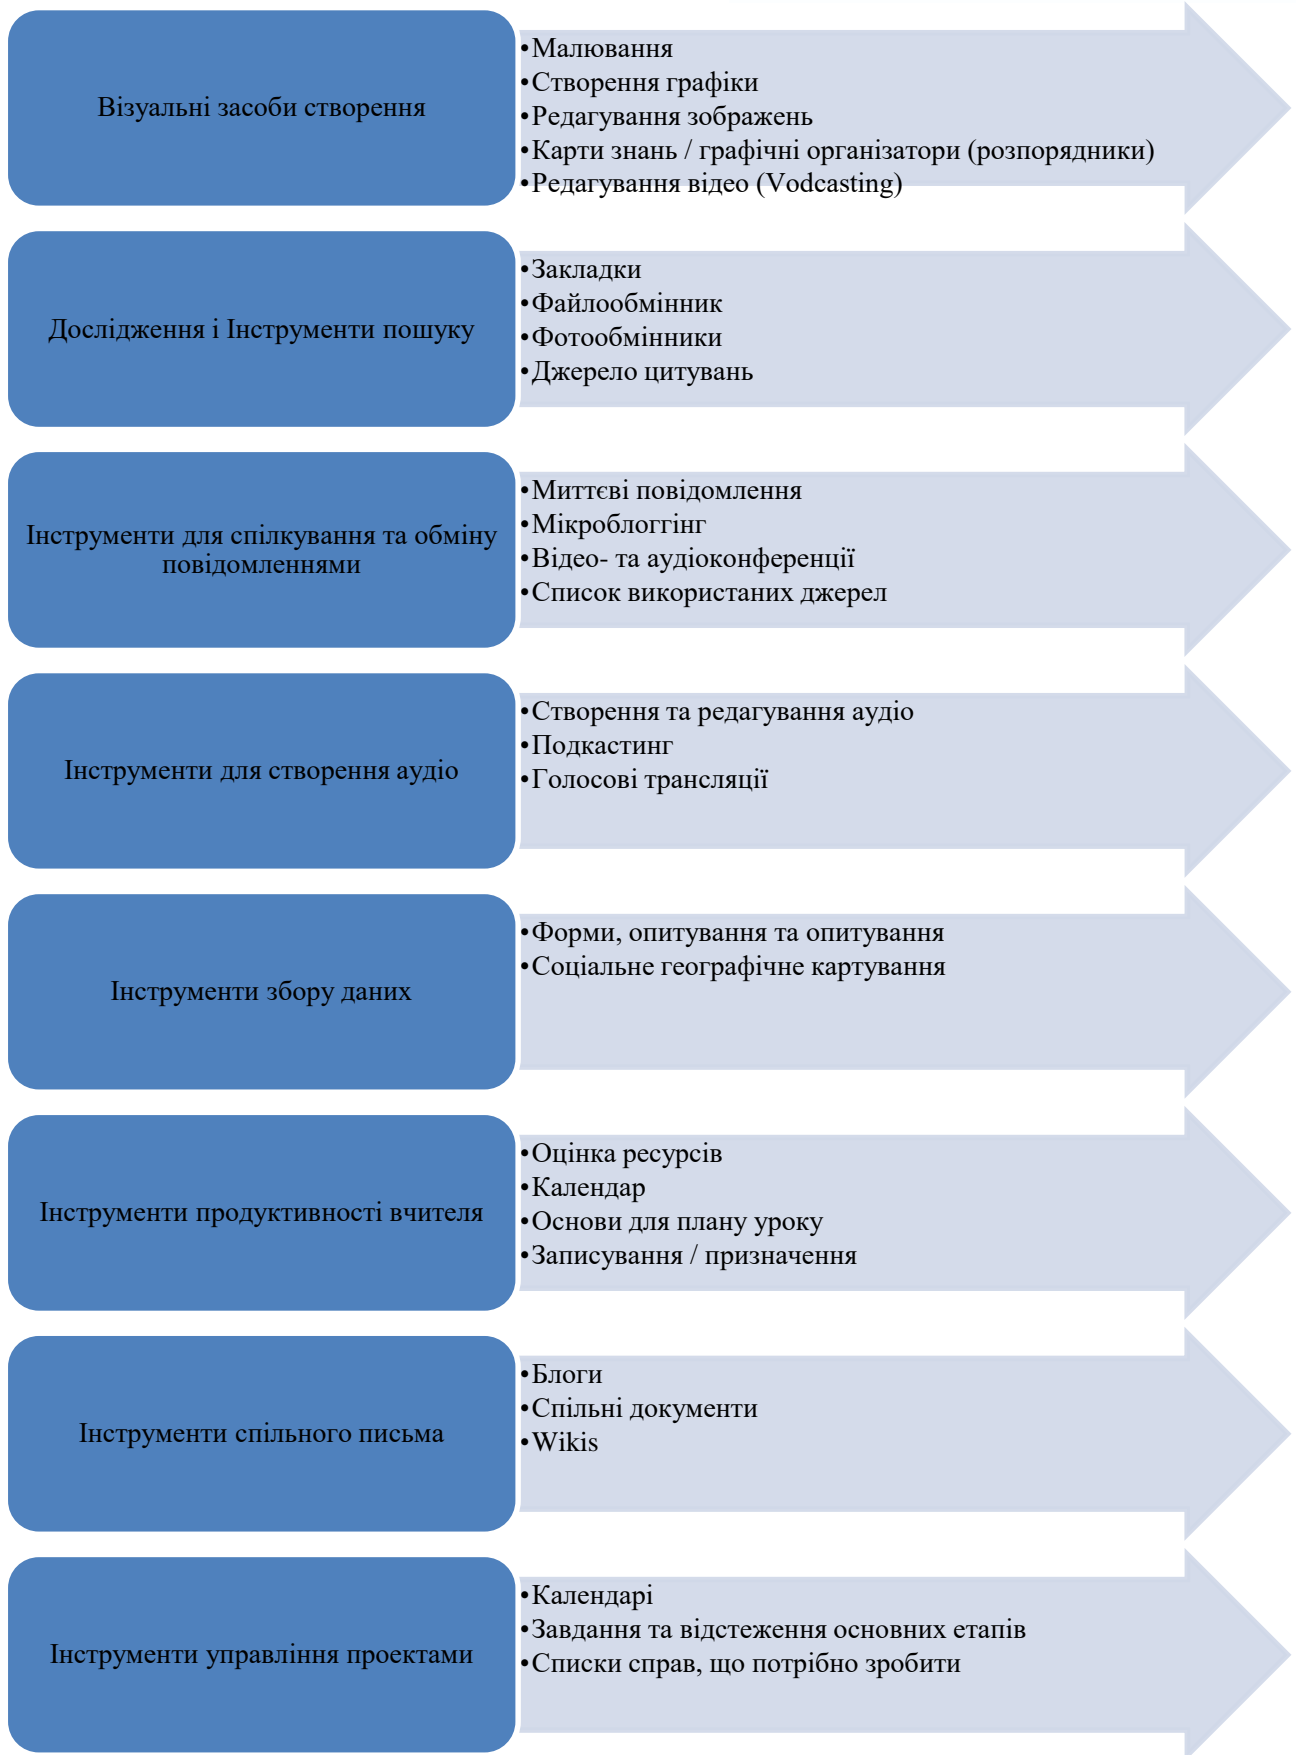 Візуальні засоби створення
•Малювання
•Створення графіки
•Редагування зображень
•Карти знань / графічні організатори (розпорядники)
•Редагування відео (Vodcasting)
Дослідження і Інструменти пошуку
•Закладки
•Файлообмінник
•Фотообмінники
•Джерело цитувань
Інструменти для спілкування та обміну
повідомленнями
•Миттєві повідомлення
•Мікроблоггінг
•Відео- та аудіоконференції
•Список використаних джерел
Інструменти для створення аудіо
•Створення та редагування аудіо
•Подкастинг
•Голосові трансляції
Інструменти збору даних
•Форми, опитування та опитування
•Соціальне географічне картування
Інструменти продуктивності вчителя
•Оцінка ресурсів
•Календар
•Основи для плану уроку
•Записування / призначення
Інструменти спільного письма
•Блоги
•Спільні документи
•Wikis
Інструменти управління проектами
•Календарі
•Завдання та відстеження основних етапів
•Списки справ, що потрібно зробити